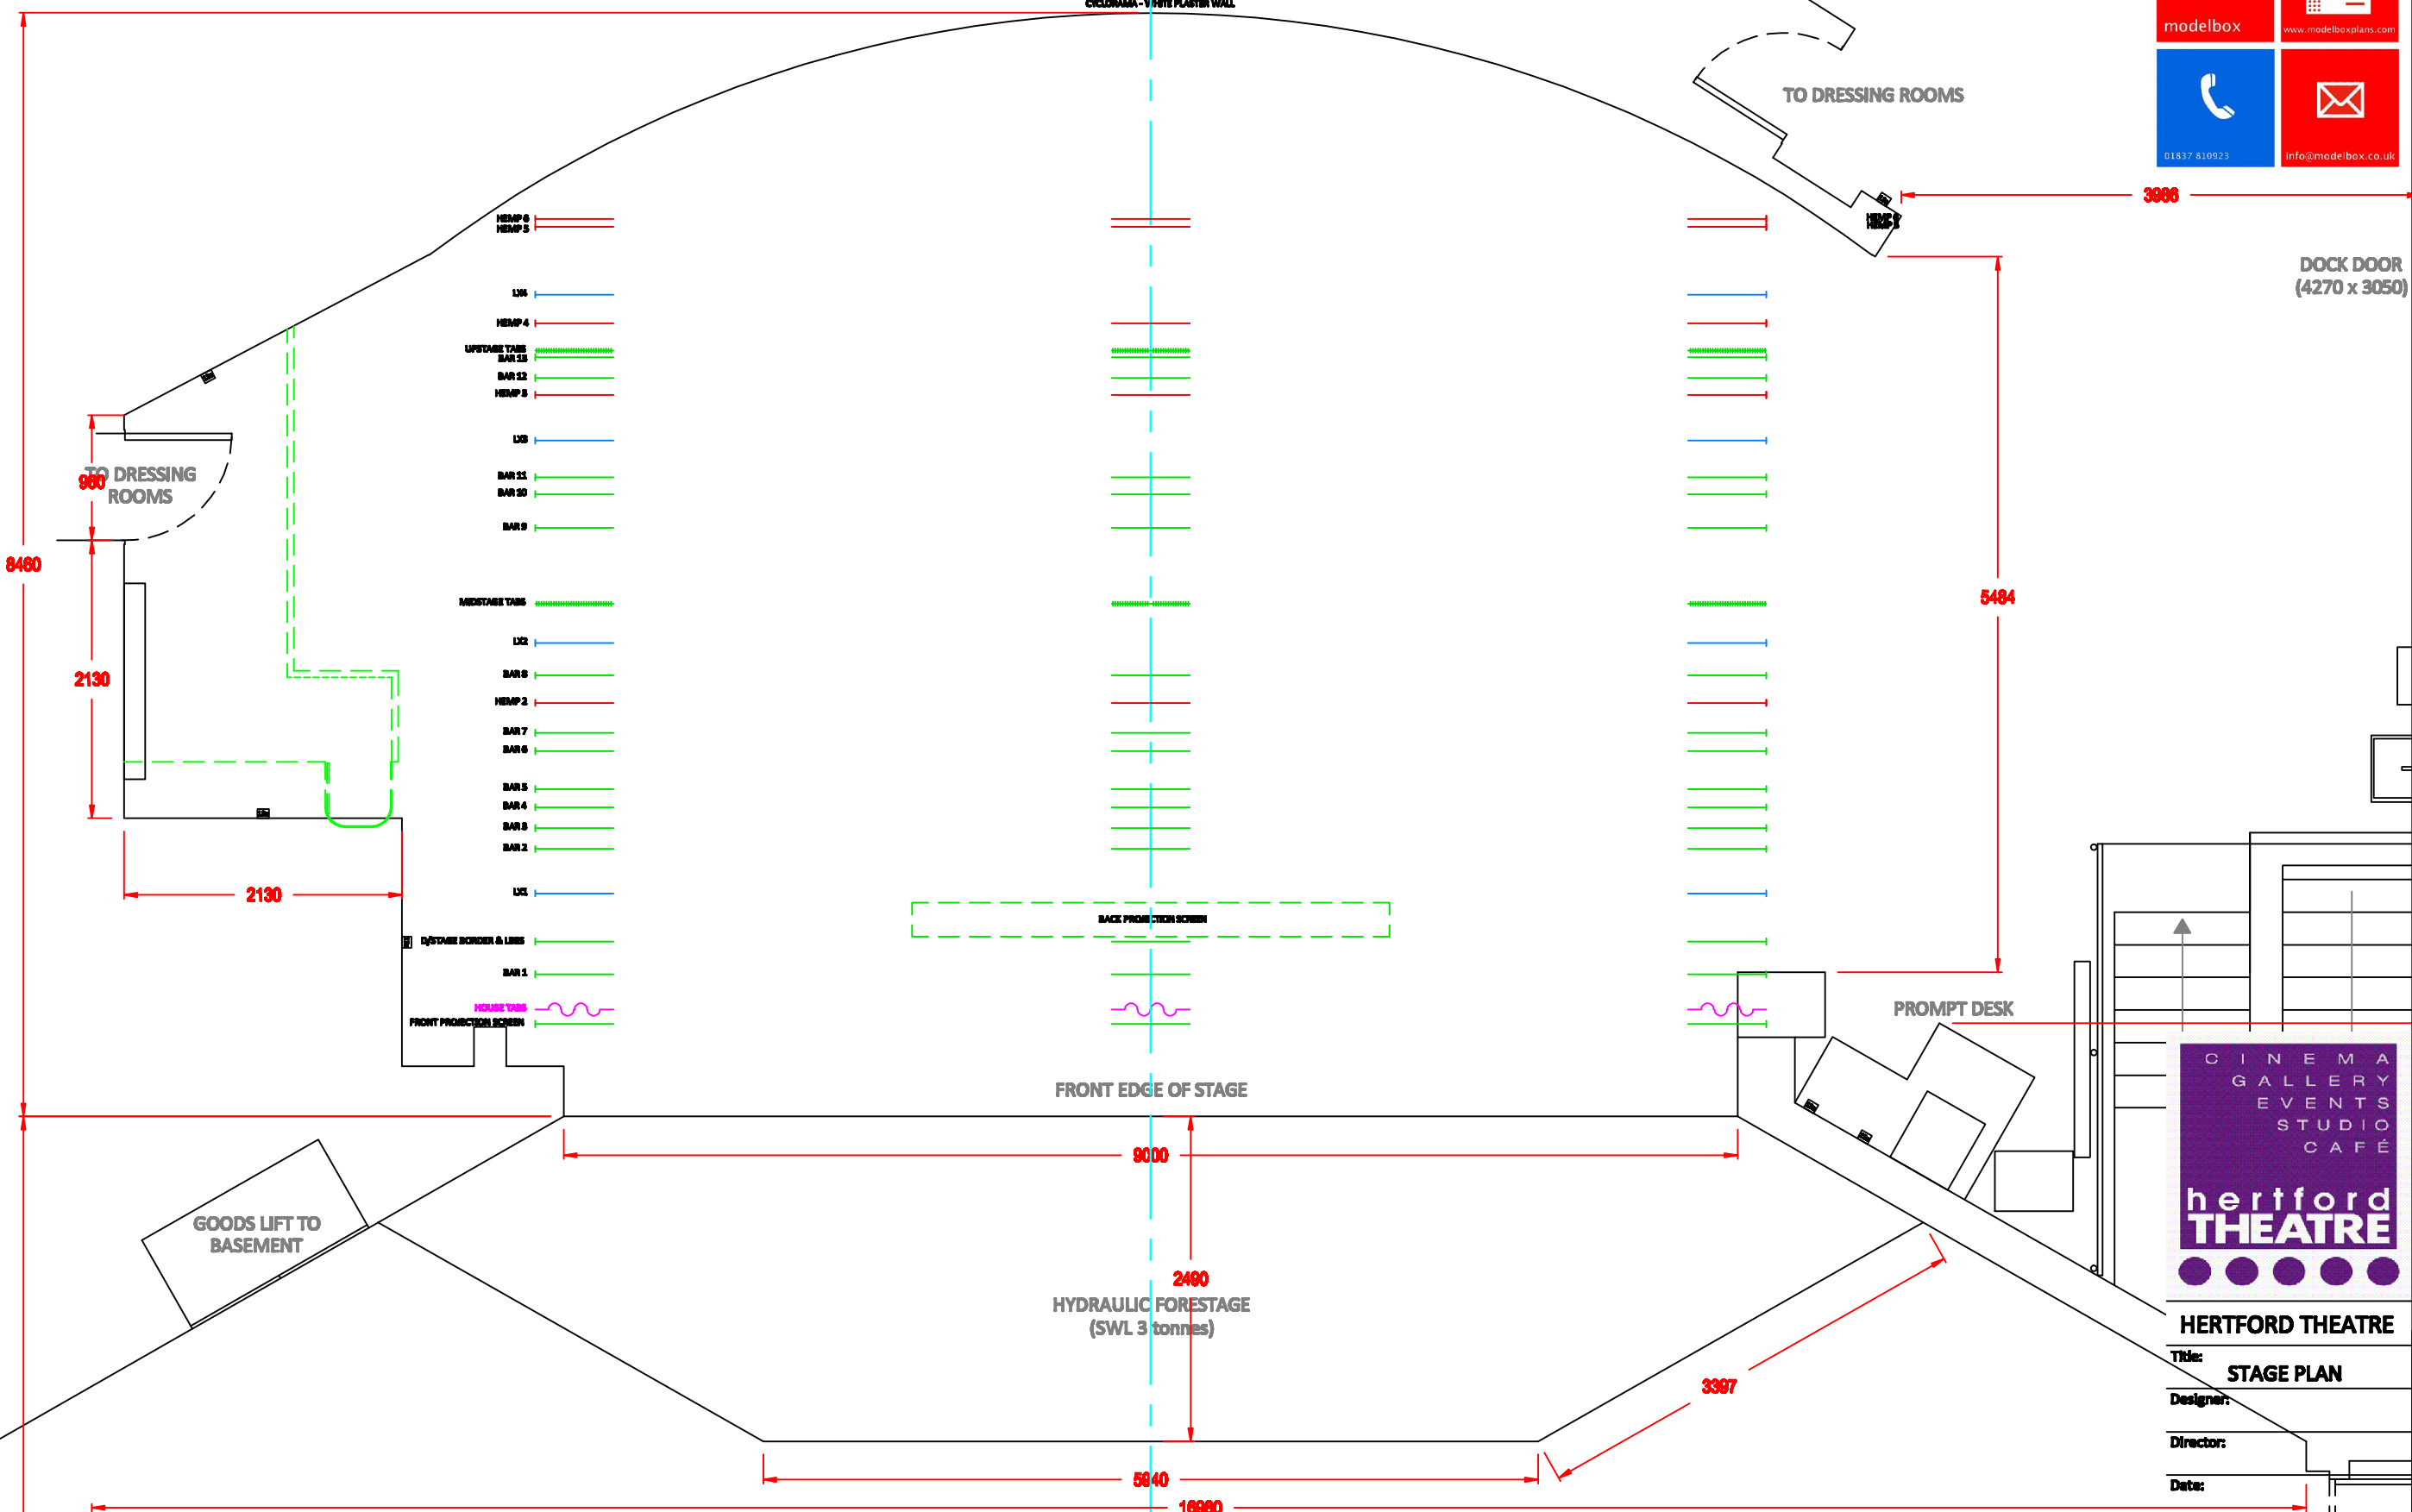 CYCLORAMA - WHITE PLASTER WALL
modelbox
www.modelboxplans.com
01837 810923
info@modelbox.co.uk
TO DRESSING ROOMS
3986
HEMP 6
HEMP 5
HEMP 6
HEMP 5
DOCK DOOR
(4270 x 3050)
LX4
HEMP 4
UPSTAGE TABS
BAR 13
BAR 12
HEMP 3
LX3
TO DRESSING
ROOMS
960
BAR 11
BAR 10
BAR 9
8460
5484
MIDSTAGE TABS
LX2
2130
BAR 8
HEMP 2
BAR 7
BAR 6
BAR 5
BAR 4
BAR 3
BAR 2
LX1
2130
BACK PROJECTION SCREEN
D/STAGE BORDER & LEGS
BAR 1
HOUSE TABS
FRONT PROJECTION SCREEN
PROMPT DESK
FRONT EDGE OF STAGE
9000
GOODS LIFT TO
BASEMENT
2490
HYDRAULIC FORESTAGE
(SWL 3 tonnes)
3397
5940
16980
CINEMA
GALLERY
EVENTS
STUDIO
CAFÉ
hertford
THEATRE
HERTFORD THEATRE
Title:
STAGE PLAN
Designer:
Director:
Date: